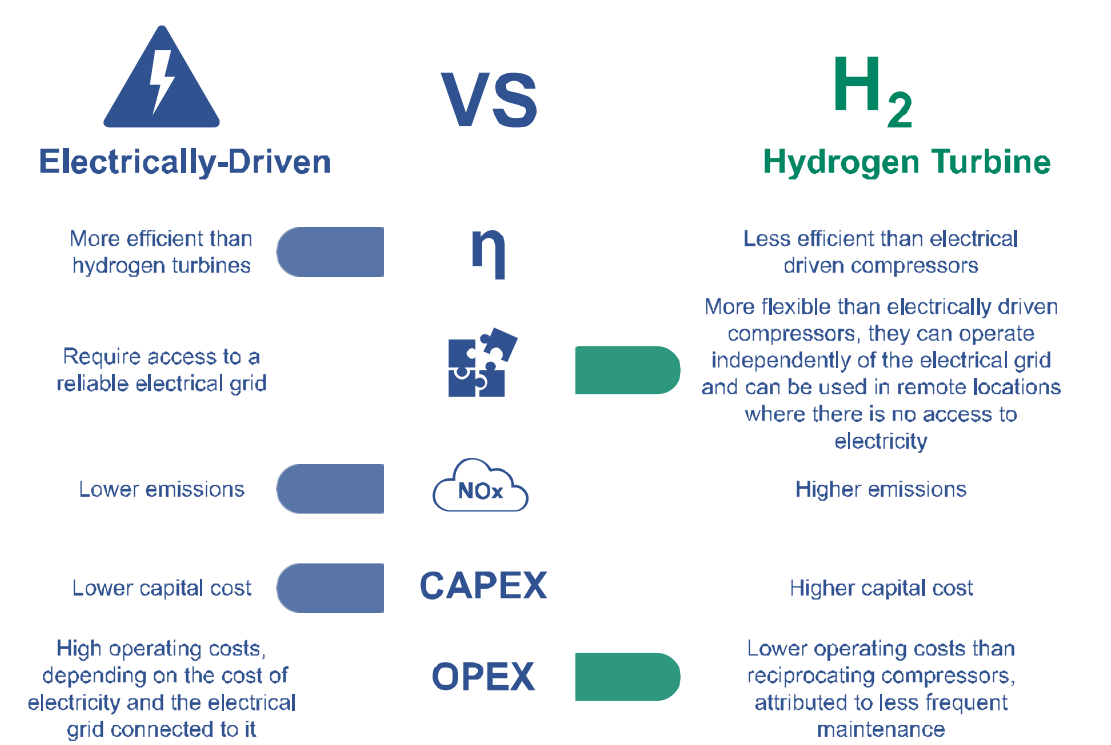 VS
H₂
Electrically-Driven
Hydrogen Turbine
More efficient than
hydrogen turbines
η
Less efficient than electrical
driven compressors
Require access to a
reliable electrical grid
More flexible than electrically driven
compressors, they can operate
independently of the electrical grid
and can be used in remote locations
where there is no access to
electricity
Lower emissions
NOx
Higher emissions
Lower capital cost
CAPEX
Higher capital cost
High operating costs,
depending on the cost of
electricity and the electrical
grid connected to it
OPEX
Lower operating costs than
reciprocating compressors,
attributed to less frequent
maintenance